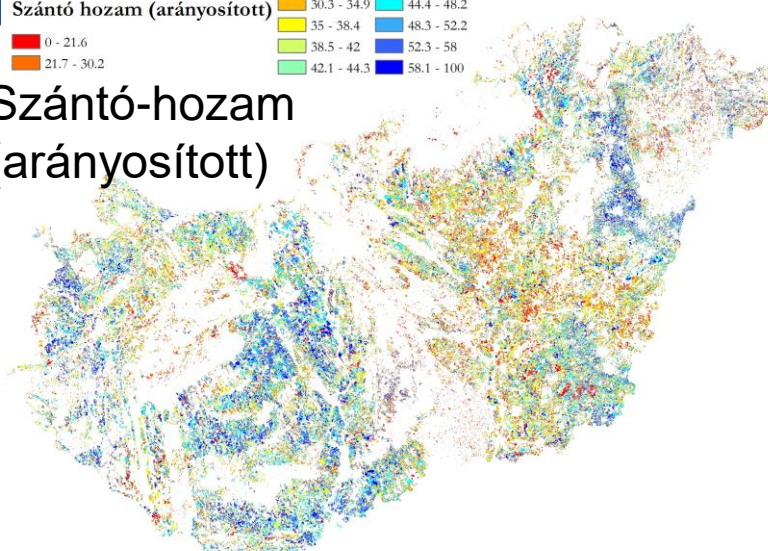 Szántó hozam (arányosított)
0 - 21.6
21.7 - 30.2
30.3 - 34.9
35 - 38.4
38.5 - 42
42.1 - 44.3
44.4 - 48.2
48.3 - 52.2
52.3 - 58
58.1 - 100
Szántó-hozam
(arányosított)